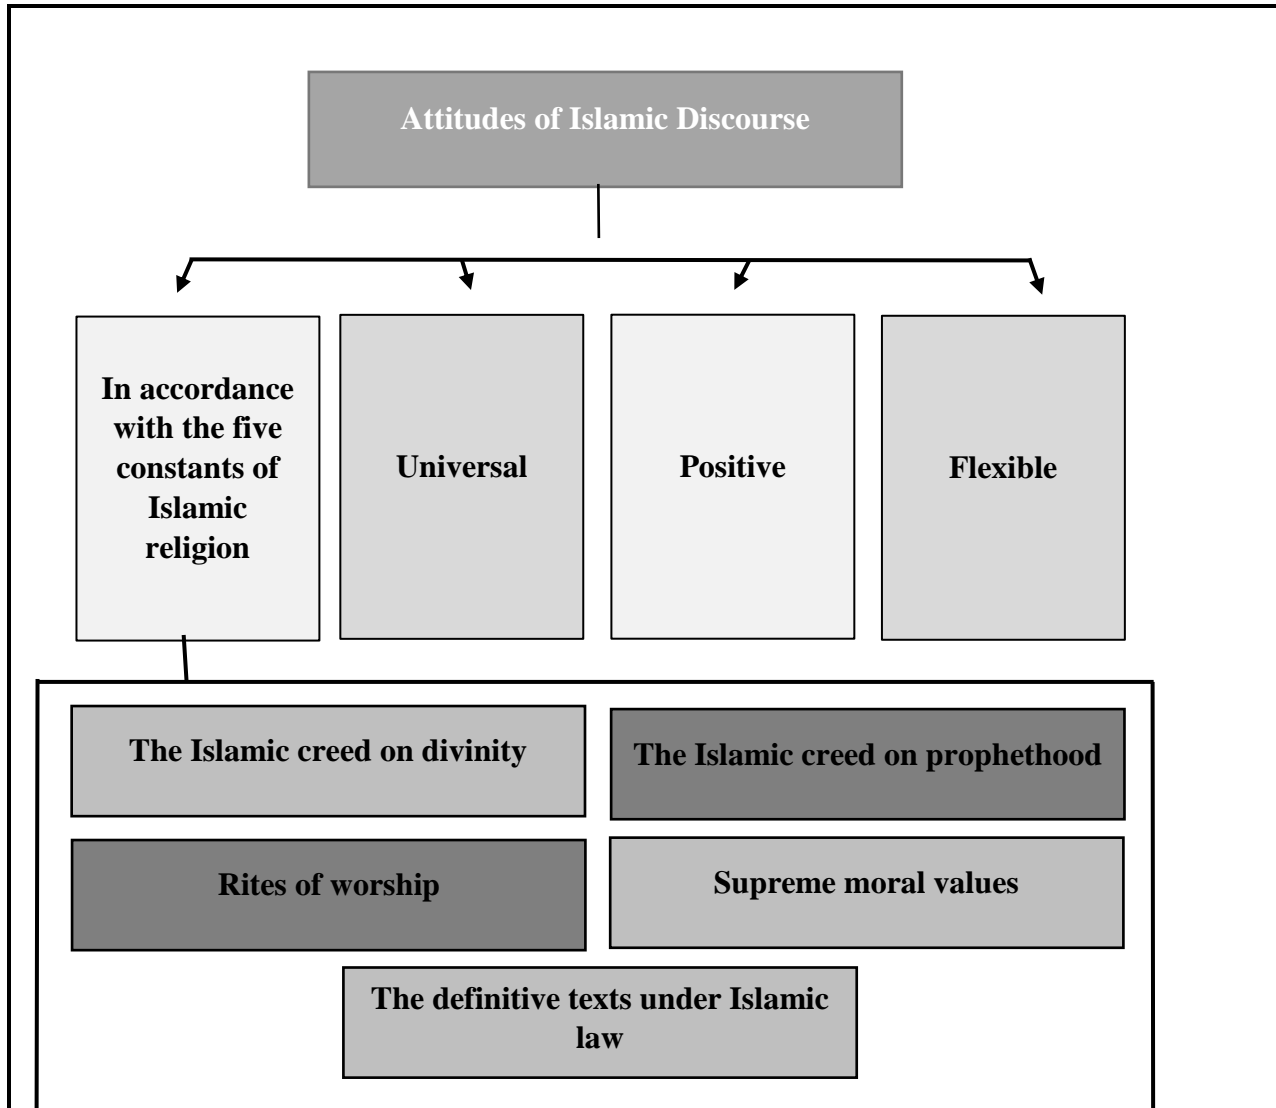 Attitudes of Islamic Discourse
In accordance
with the five
constants of
Islamic
religion
Universal
Positive
Flexible
The Islamic creed on divinity
The Islamic creed on prophethood
Rites of worship
Supreme moral values
The definitive texts under Islamic
law